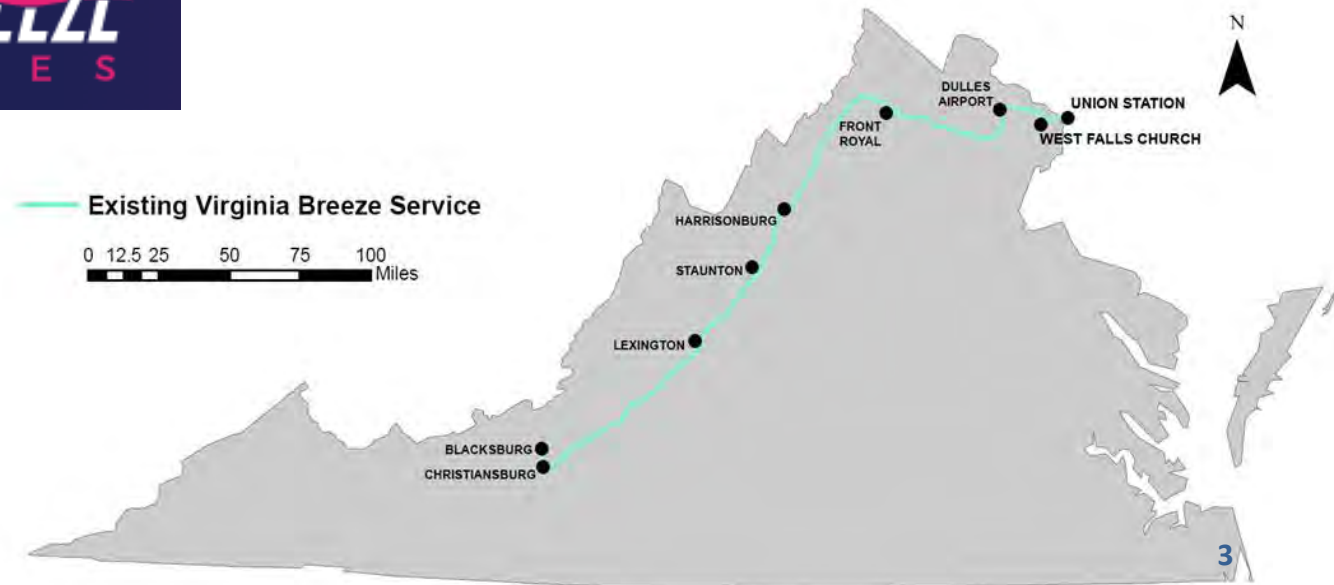 E S
N
DULLES
AIRPORT
UNION STATION
WEST FALLS CHURCH
FRONT
ROYAL
Existing Virginia Breeze Service
0 12.5 25 50 75 100
Miles
HARRISONBURG
STAUNTON
LEXINGTON
BLACKSBURG
CHRISTIANSBURG
3